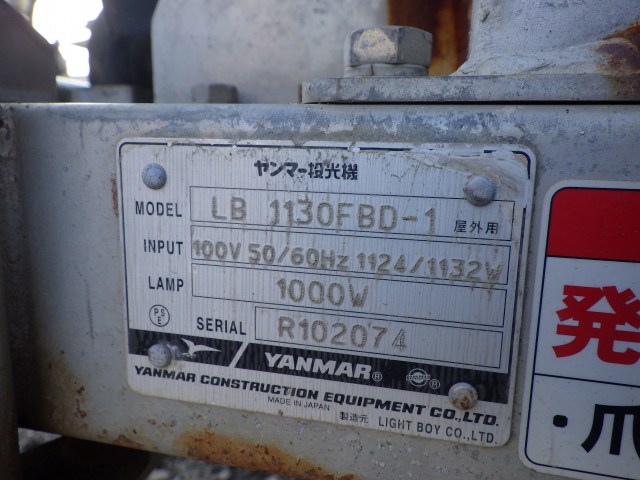 ヤンマー投光機
MODEL LB 1130FBD-1 屋外用
INPUT 100V 50/60Hz 1124/1132W
LAMP 1000W
PSE SERIAL R102074
YANMAR®
YANMAR CONSTRUCTION EQUIPMENT CO.,LTD.
MADE IN JAPAN
製造元 LIGHT BOY CO.,LTD.
発
・爪